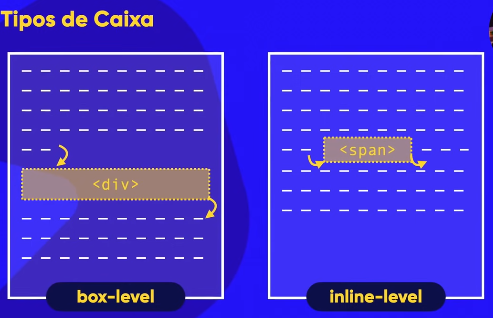 Tipos de Caixa
<div>
<span>
box-level
inline-level